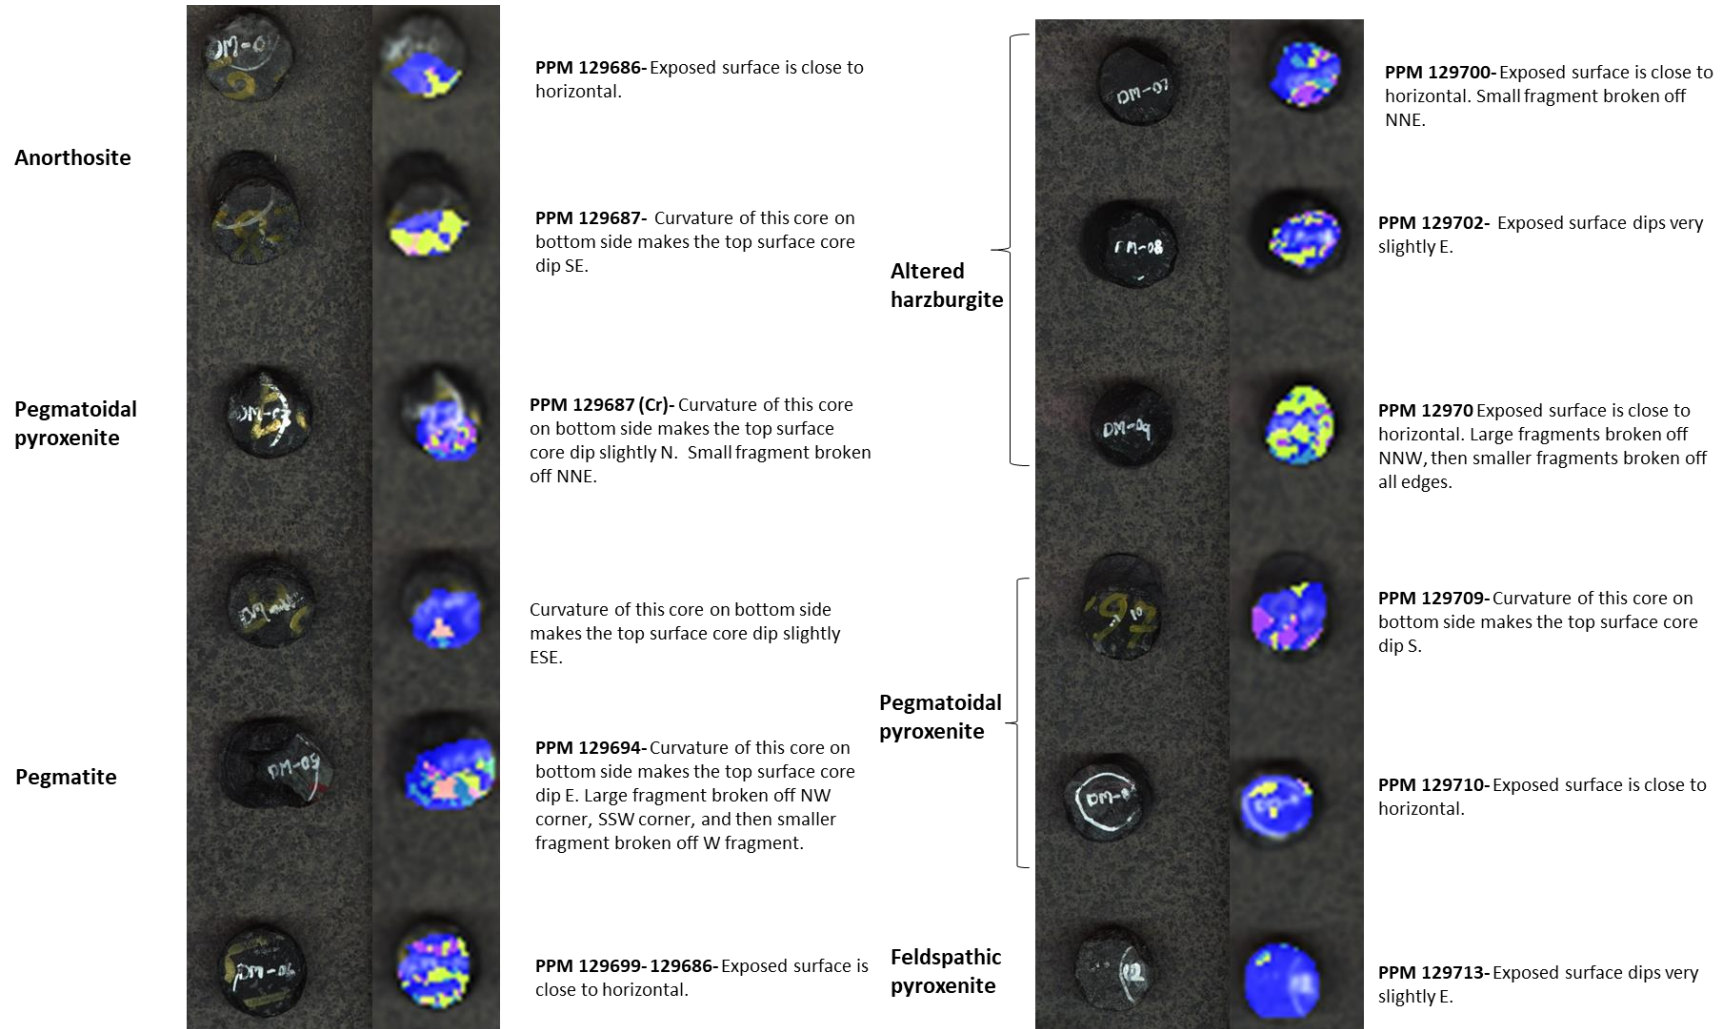 Anorthosite
DM-01
PPM 129686- Exposed surface is close to
horizontal.
PPM 129687- Curvature of this core on
bottom side makes the top surface core
dip SE.
Pegmatoidal
pyroxenite
PPM 129687 (Cr)- Curvature of this core
on bottom side makes the top surface
core dip slightly N. Small fragment broken
off NNE.
Curvature of this core on bottom side
makes the top surface core dip slightly
ESE.
Pegmatite
DM-05
PPM 129694- Curvature of this core on
bottom side makes the top surface core
dip E. Large fragment broken off NW
corner, SSW corner, and then smaller
fragment broken off W fragment.
PPM 129699- 129686- Exposed surface is
close to horizontal.
Altered
harzburgite
DM-07
PPM 129700- Exposed surface is close to
horizontal. Small fragment broken off
NNE.
PPM 129702- Exposed surface dips very
slightly E.
DM-09
PPM 12970 Exposed surface is close to
horizontal. Large fragments broken off
NNW, then smaller fragments broken off
all edges.
Pegmatoidal
pyroxenite
PPM 129709- Curvature of this core on
bottom side makes the top surface core
dip S.
PPM 129710- Exposed surface is close to
horizontal.
Feldspathic
pyroxenite
PPM 129713- Exposed surface dips very
slightly E.